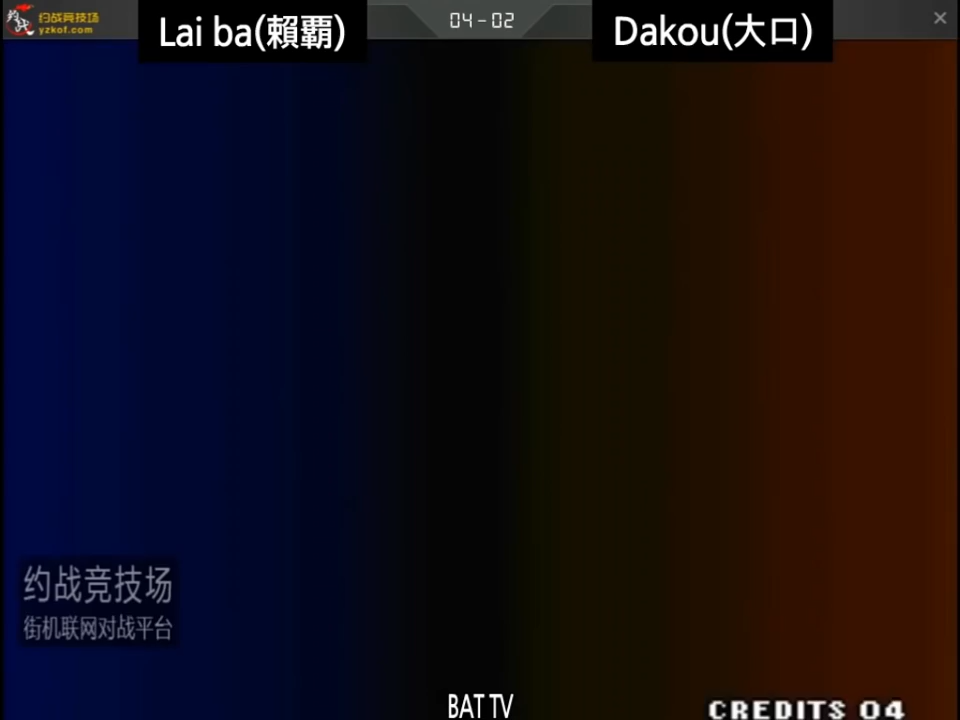 约战竞技场
yzkof.com
Lai ba(賴霸)
04-02
Dakou(大口)
约战竞技场
街机联网对战平台
BAT TV
CREDITS 04